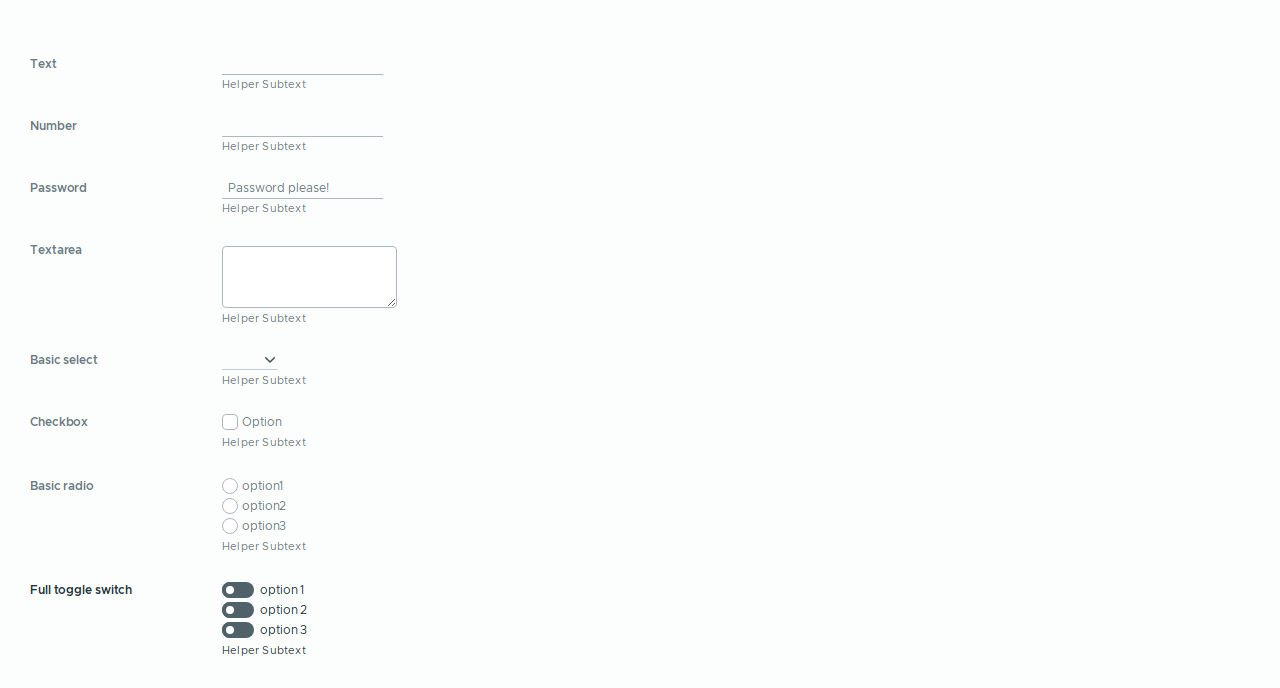 Text
Helper Subtext
Number
Helper Subtext
Password
Password please!
Helper Subtext
Textarea
Helper Subtext
Basic select
Helper Subtext
Checkbox
Option
Helper Subtext
Basic radio
option1
option2
option3
Helper Subtext
Full toggle switch
option 1
option 2
option 3
Helper Subtext